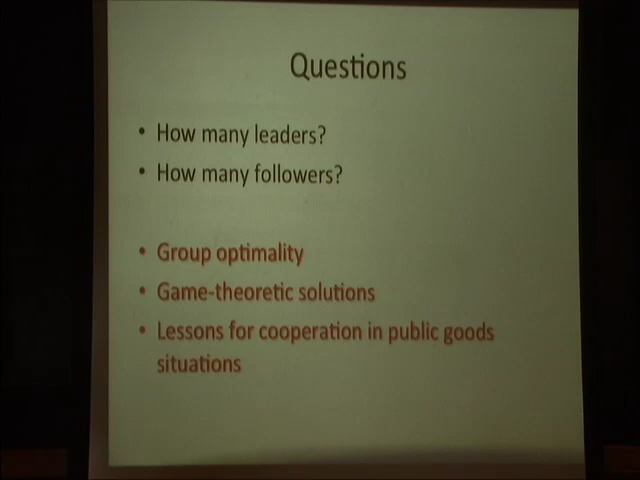 Questions
• How many leaders?
• How many followers?
• Group optimality
• Game-theoretic solutions
• Lessons for cooperation in public goods
situations